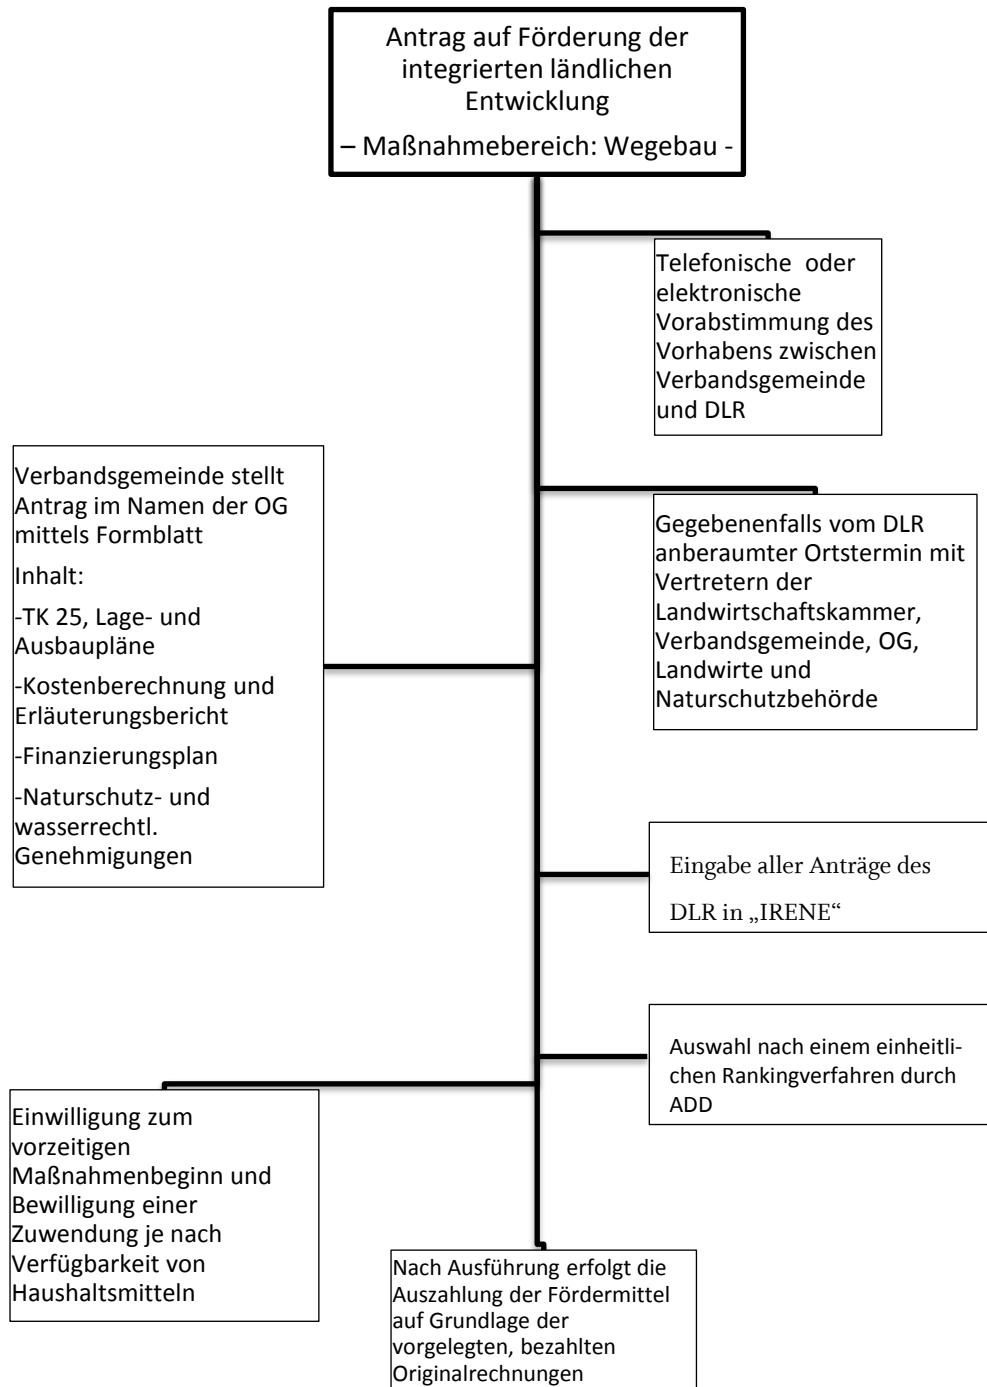 Antrag auf Förderung der
integrierten ländlichen
Entwicklung
– Maßnahmebereich: Wegebau -
Telefonische oder
elektronische
Vorabstimmung des
Vorhabens zwischen
Verbandsgemeinde
und DLR
Verbandsgemeinde stellt
Antrag im Namen der OG
mittels Formblatt
Inhalt:
-TK 25, Lage- und
Ausbaupläne
-Kostenberechnung und
Erläuterungsbericht
-Finanzierungsplan
-Naturschutz- und
wasserrechtl.
Genehmigungen
Gegebenenfalls vom DLR
anberaumter Ortstermin mit
Vertretern der
Landwirtschaftskammer,
Verbandsgemeinde, OG,
Landwirte und
Naturschutzbehörde
Eingabe aller Anträge des
DLR in „IRENE“
Auswahl nach einem einheitli-
chen Rankingverfahren durch
ADD
Einwilligung zum
vorzeitigen
Maßnahmenbeginn und
Bewilligung einer
Zuwendung je nach
Verfügbarkeit von
Haushaltsmitteln
Nach Ausführung erfolgt die
Auszahlung der Fördermittel
auf Grundlage der
vorgelegten, bezahlten
Originalrechnungen